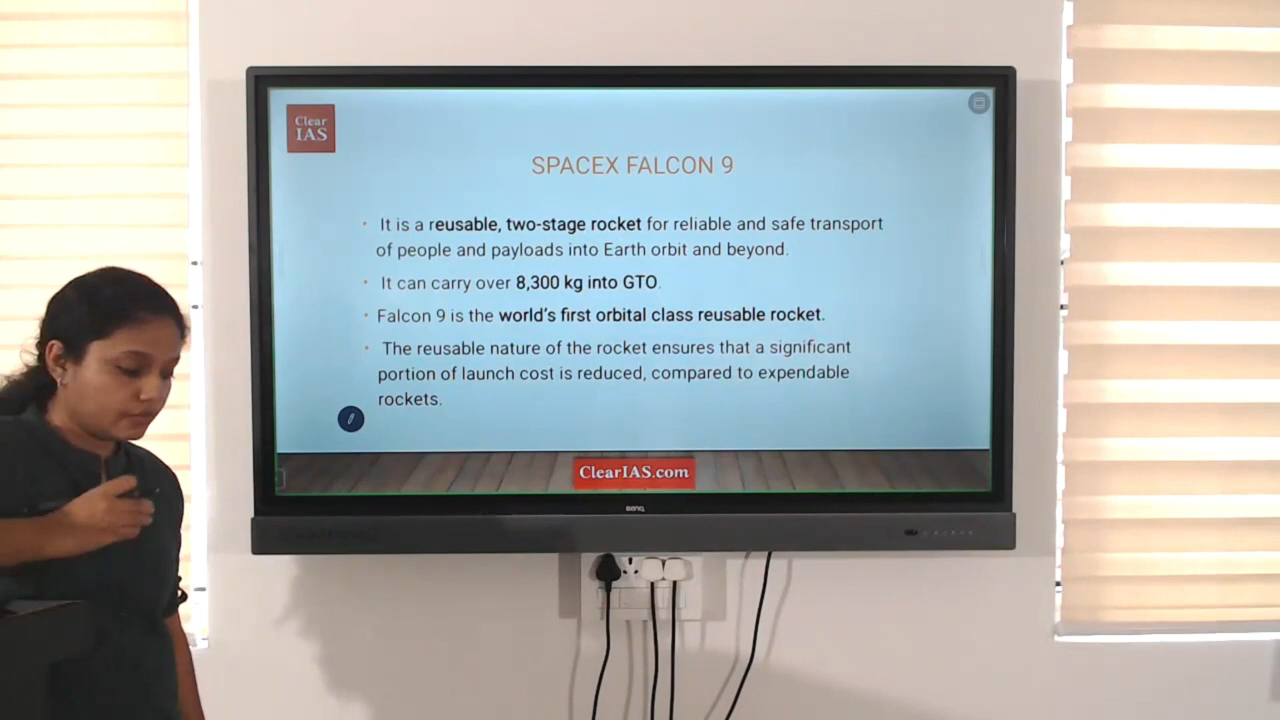 Clear
IAS
SPACEX FALCON 9
• It is a reusable, two-stage rocket for reliable and safe transport
of people and payloads into Earth orbit and beyond.
• It can carry over 8,300 kg into GTO.
• Falcon 9 is the world's first orbital class reusable rocket.
• The reusable nature of the rocket ensures that a significant
portion of launch cost is reduced, compared to expendable
rockets.
ClearIAS.com
BenQ